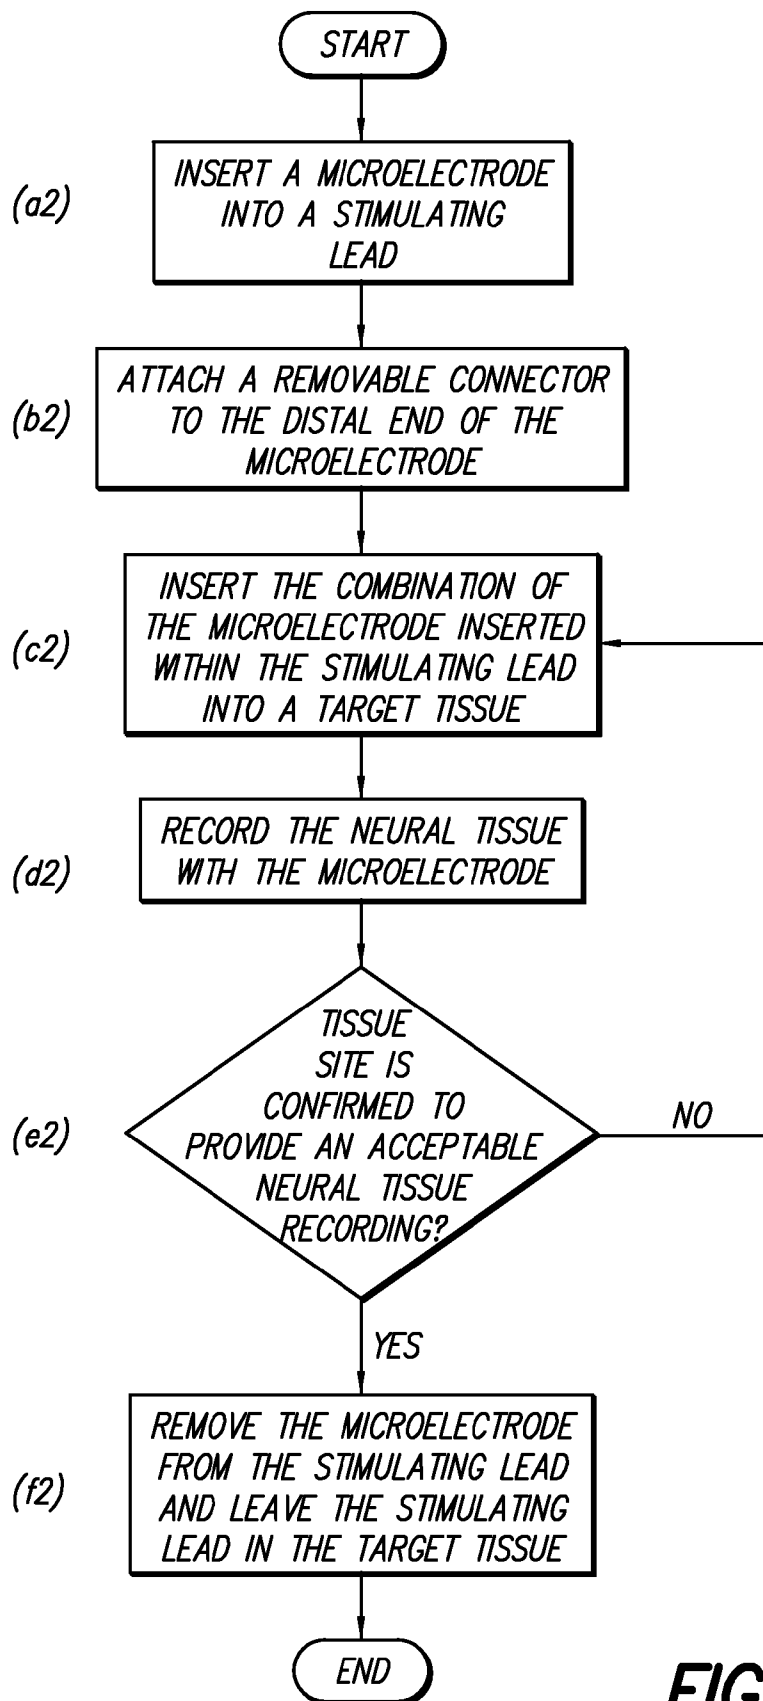 START
(a2)
INSERT A MICROELECTRODE
INTO A STIMULATING
LEAD
(b2)
ATTACH A REMOVABLE CONNECTOR
TO THE DISTAL END OF THE
MICROELECTRODE
(c2)
INSERT THE COMBINATION OF
THE MICROELECTRODE INSERTED
WITHIN THE STIMULATING LEAD
INTO A TARGET TISSUE
(d2)
RECORD THE NEURAL TISSUE
WITH THE MICROELECTRODE
(e2)
TISSUE
SITE IS
CONFIRMED TO
PROVIDE AN ACCEPTABLE
NEURAL TISSUE
RECORDING?
NO
YES
(f2)
REMOVE THE MICROELECTRODE
FROM THE STIMULATING LEAD
AND LEAVE THE STIMULATING
LEAD IN THE TARGET TISSUE
END
FIG